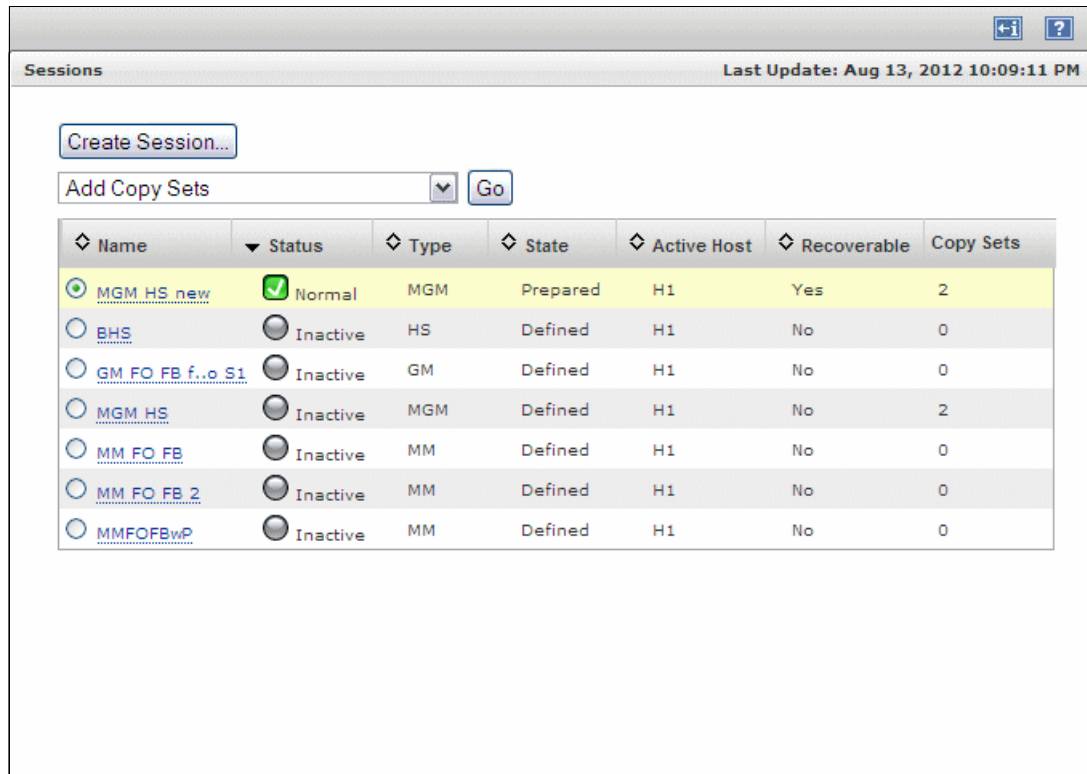 Sessions Last Update: Aug 13, 2012 10:09:11 PM
Create Session...
Add Copy Sets Go
Name Status Type State Active Host Recoverable Copy Sets
MGM HS new Normal MGM Prepared H1 Yes 2
BHS Inactive HS Defined H1 No 0
GM FO FB f..o S1 Inactive GM Defined H1 No 0
MGM HS Inactive MGM Defined H1 No 2
MM FO FB Inactive MM Defined H1 No 0
MM FO FB 2 Inactive MM Defined H1 No 0
MMFOFBwP Inactive MM Defined H1 No 0